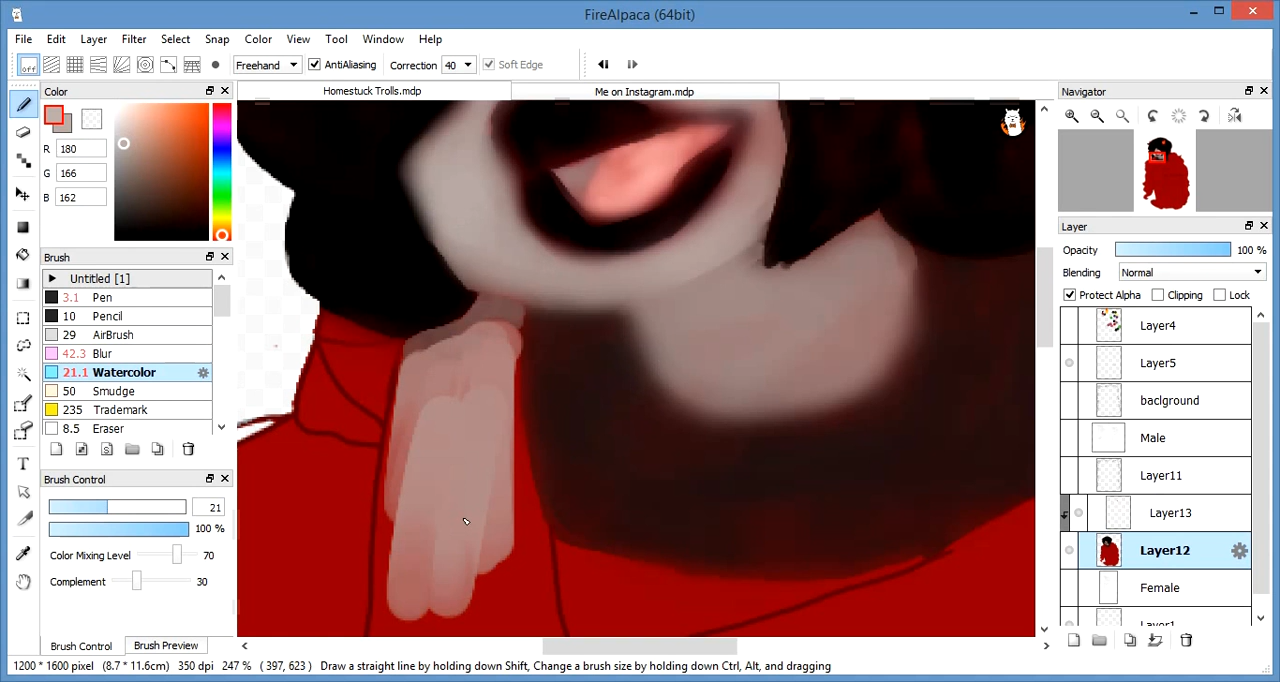 FireAlpaca (64bit)
File Edit View Layer Filter Select Snap Color View Tool Window Help
off Freehand AntiAliasing Correction 40 Soft Edge
Color Homestuck Trolls.mdp Me on Instagram.mdp Navigator
R 180
G 166
B 162
Layer
Opacity 100 %
Brush
Blending Normal
Untitled [1]
Protect Alpha Clipping Lock
3.1 Pen
10 Pencil
Layer4
29 AirBrush
42.3 Blur
Layer5
21.1 Watercolor
50 Smudge
baclground
235 Trademark
8.5 Eraser
Male
Layer11
Brush Control
21
Layer13
100 %
Color Mixing Level 70
Layer12
Complement 30
Female
Layer1
Brush Control Brush Preview
1200 * 1600 pixel (8.7 * 11.6cm) 350 dpi 247 % ( 397, 623 ) Draw a straight line by holding down Shift, Change a brush size by holding down Ctrl, Alt, and dragging